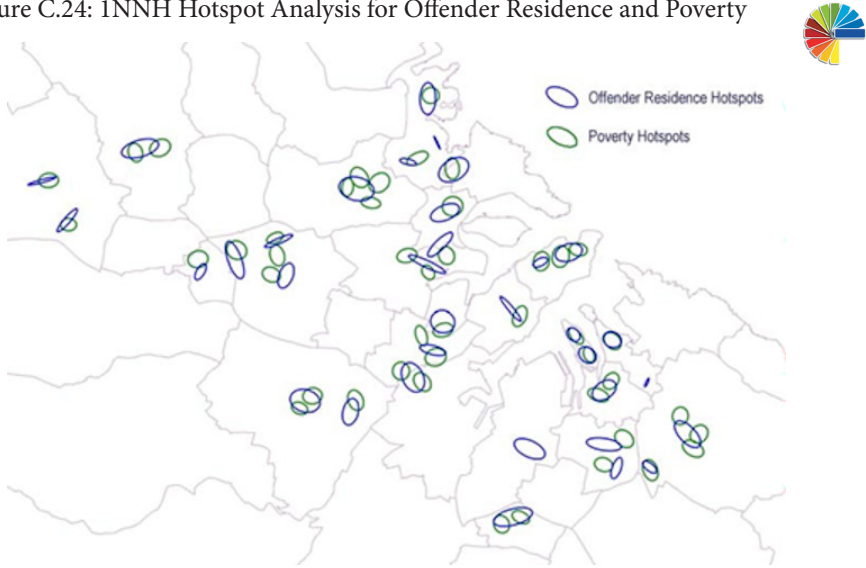 ure C.24: 1NNH Hotspot Analysis for Offender Residence and Poverty
Offender Residence Hotspots
Poverty Hotspots